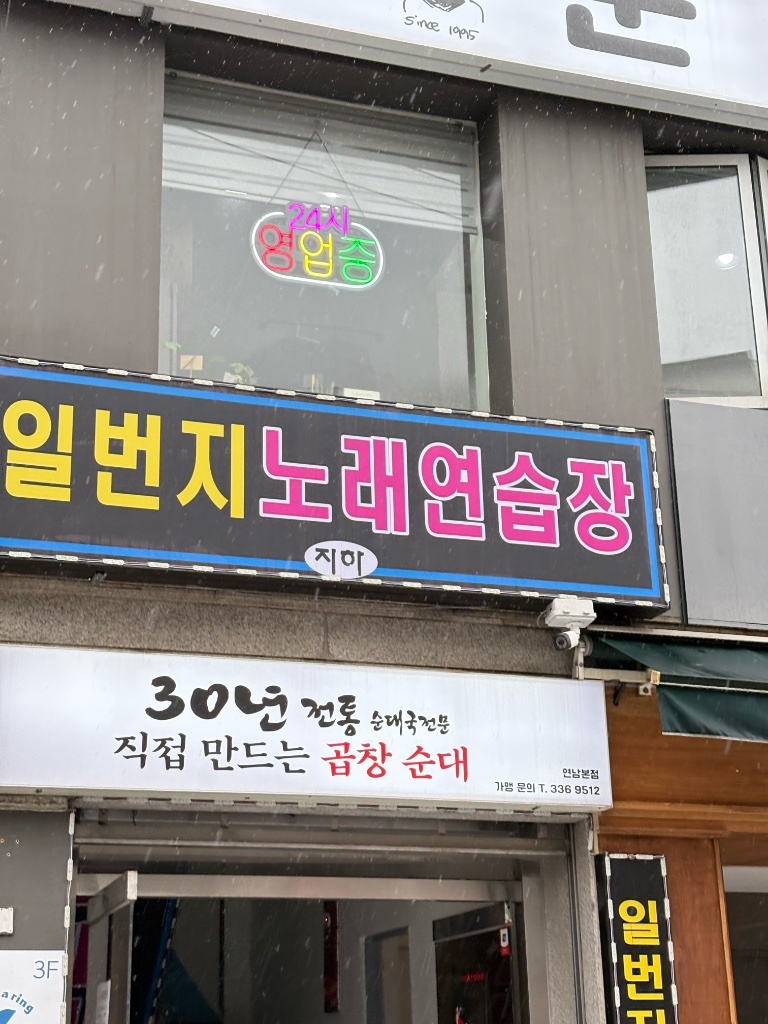 Since 1995
24시
영업중
일번지노래연습장
지하
30년 전통 순대국전문
직접 만드는 곱창 순대
연남본점
가맹 문의 T. 336 9512
일번지
3F
aring